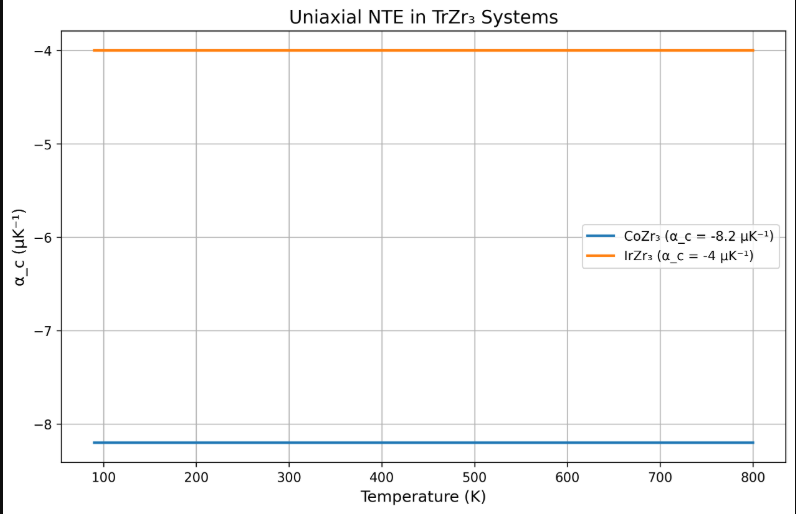 Uniaxial NTE in TrZr₃ Systems
−4
−5
−6
−7
−8
α_c (μK⁻¹)
CoZr₃ (α_c = -8.2 μK⁻¹)
IrZr₃ (α_c = -4 μK⁻¹)
100 200 300 400 500 600 700 800
Temperature (K)